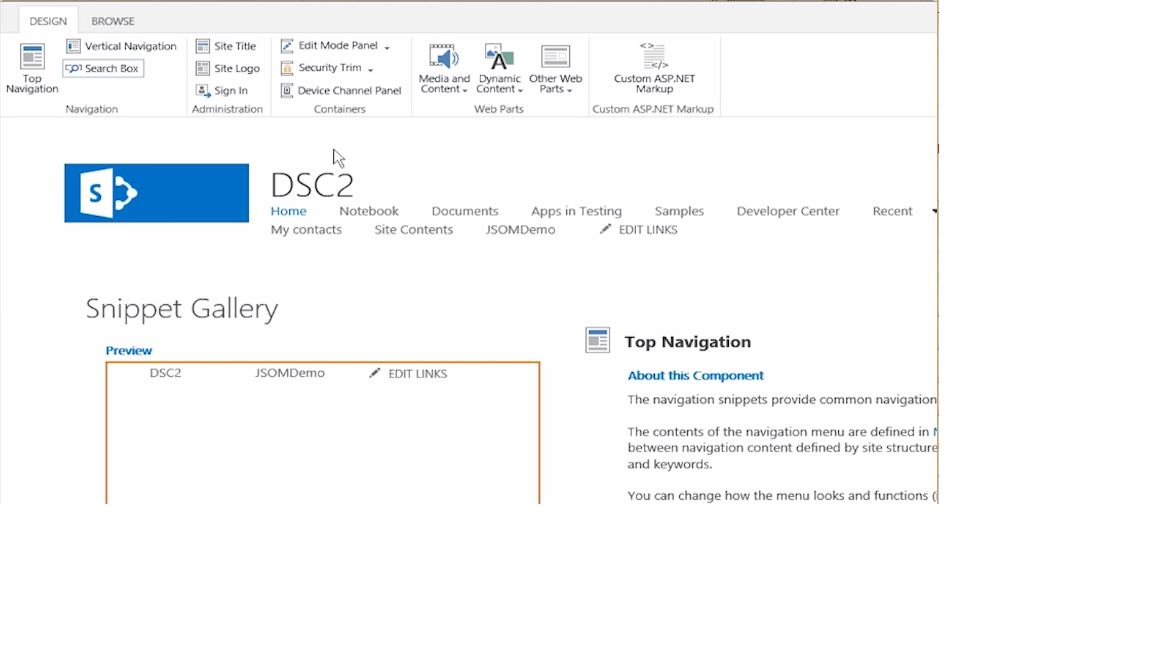 DESIGN BROWSE
Top Navigation
Vertical Navigation
Search Box
Navigation
Site Title
Site Logo
Sign In
Administration
Edit Mode Panel
Security Trim
Device Channel Panel
Containers
Media and Content
Dynamic Content
Other Web Parts
Web Parts
Custom ASP.NET Markup
Custom ASP.NET Markup
S
DSC2
Home Notebook Documents Apps in Testing Samples Developer Center Recent
My contacts Site Contents JSOMDemo EDIT LINKS
Snippet Gallery
Preview
DSC2 JSOMDemo EDIT LINKS
Top Navigation
About this Component
The navigation snippets provide common navigation
The contents of the navigation menu are defined in
between navigation content defined by site structure
and keywords.
You can change how the menu looks and functions (